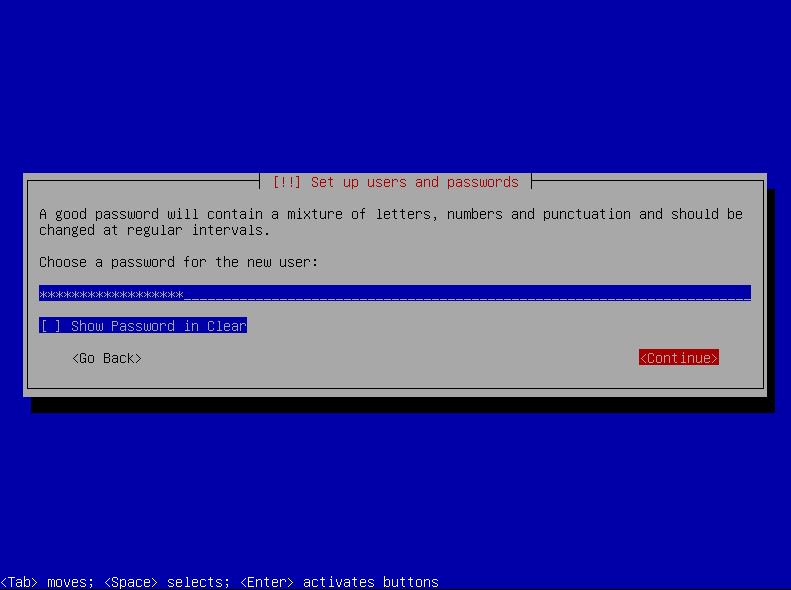 [!!] Set up users and passwords
A good password will contain a mixture of letters, numbers and punctuation and should be
changed at regular intervals.
Choose a password for the new user:
******************
[ ] Show Password in Clear
<Go Back> <Continue>
<Tab> moves; <Space> selects; <Enter> activates buttons